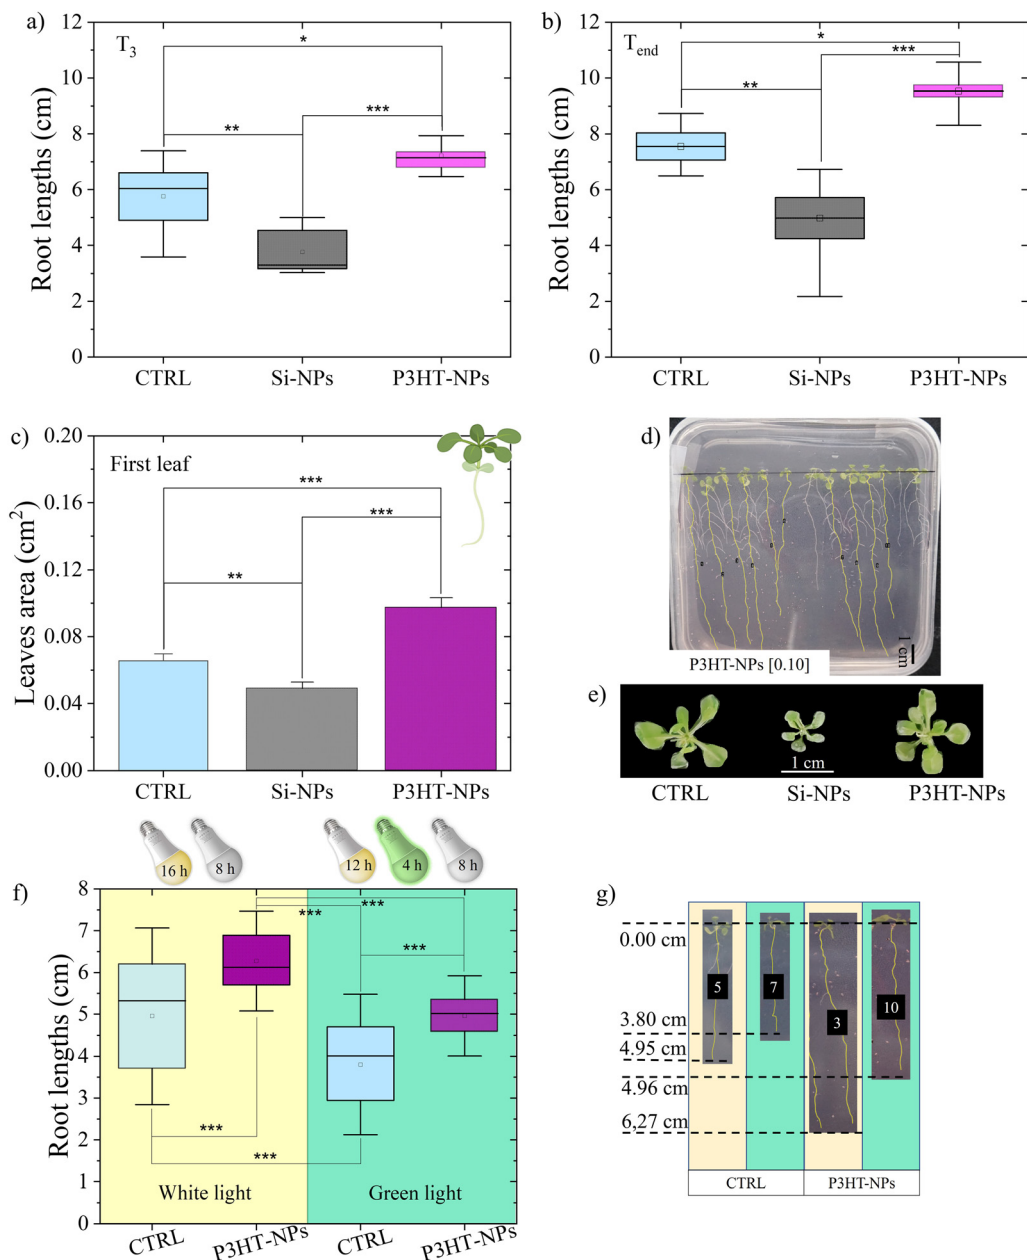 a)
T3
Root lengths (cm)
12
10
8
6
4
2
0
*
**
***
CTRL
Si-NPs
P3HT-NPs
b)
Tend
Root lengths (cm)
12
10
8
6
4
2
0
*
***
**
CTRL
Si-NPs
P3HT-NPs
c)
First leaf
Leaves area (cm2)
0.20
0.16
0.12
0.08
0.04
0.00
***
***
**
CTRL
Si-NPs
P3HT-NPs
d)
P3HT-NPs [0.10]
1 cm
e)
1 cm
CTRL
Si-NPs
P3HT-NPs
16 h
8 h
12 h
4 h
8 h
f)
Root lengths (cm)
8
7
6
5
4
3
2
1
0
***
***
***
***
***
White light
Green light
CTRL
P3HT-NPs
CTRL
P3HT-NPs
g)
0.00 cm
3.80 cm
4.95 cm
4.96 cm
6,27 cm
5
7
3
10
CTRL
P3HT-NPs